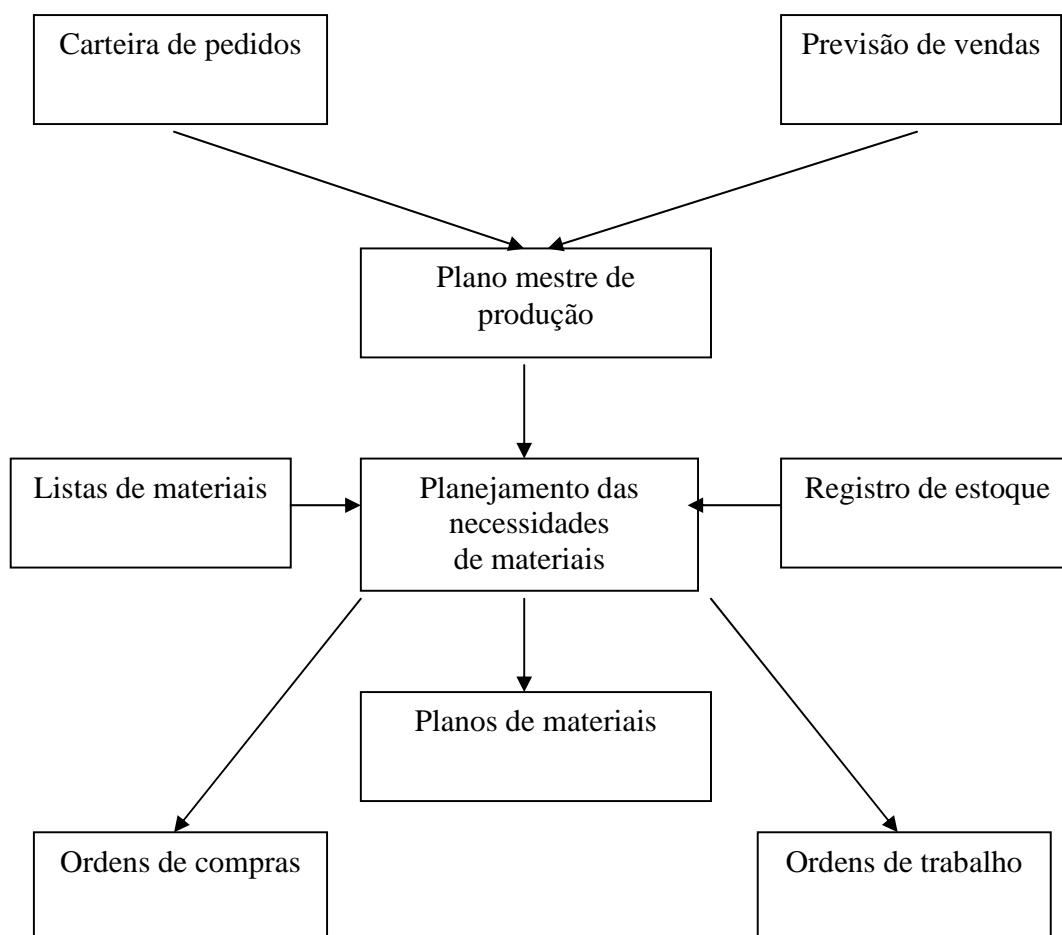 Carteira de pedidos
Previsão de vendas
Plano mestre de
produção
Listas de materiais
Planejamento das
necessidades
de materiais
Registro de estoque
Planos de materiais
Ordens de compras
Ordens de trabalho